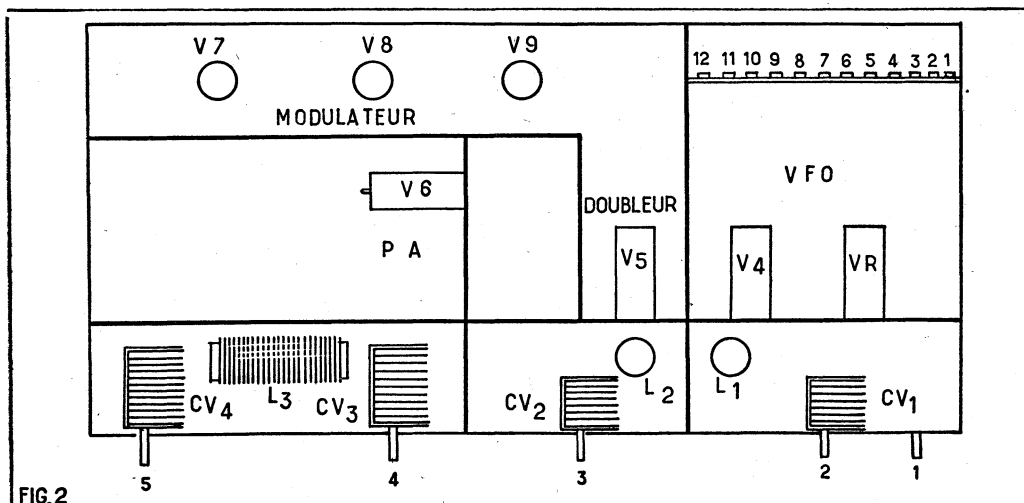 V7 V8 V9
12 11 10 9 8 7 6 5 4 3 2 1
MODULATEUR
VFO
V6
DOUBLEUR
PA
V5 V4 VR
CV4 L3 CV3 CV2 L2 L1 CV1
5 4 3 2 1
FIG.2